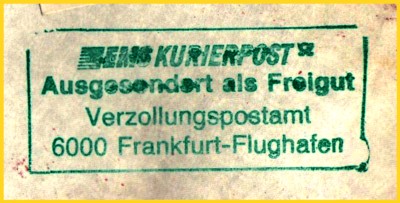 EMS KURIERPOST
Ausgesondert als Freigut
Verzollungspostamt
6000 Frankfurt-Flughafen